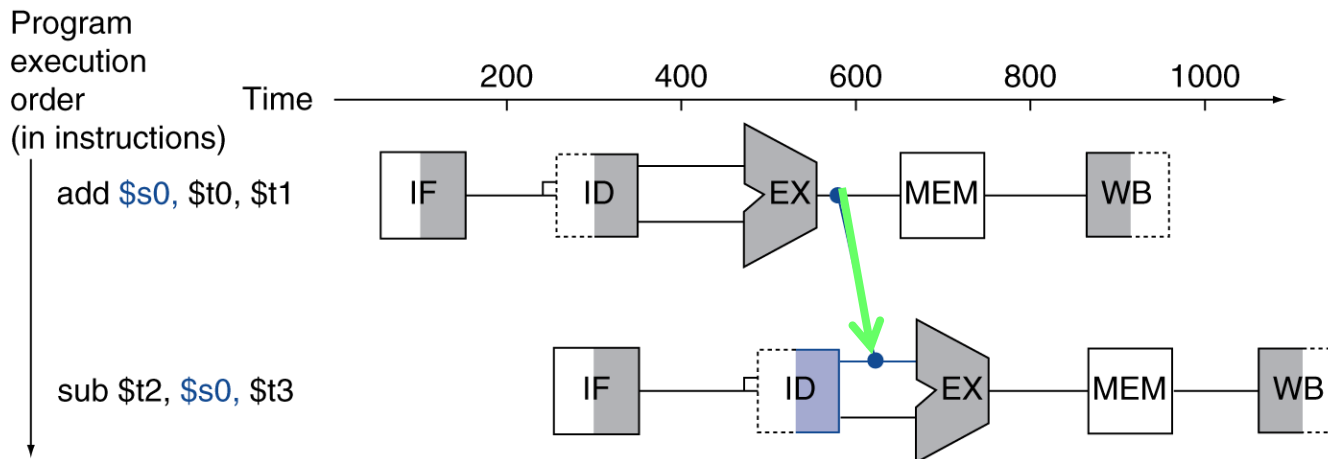 Program
execution
order
(in instructions)
Time
200 400 600 800 1000
add $s0, $t0, $t1
IF ID EX MEM WB
sub $t2, $s0, $t3
IF ID EX MEM WB